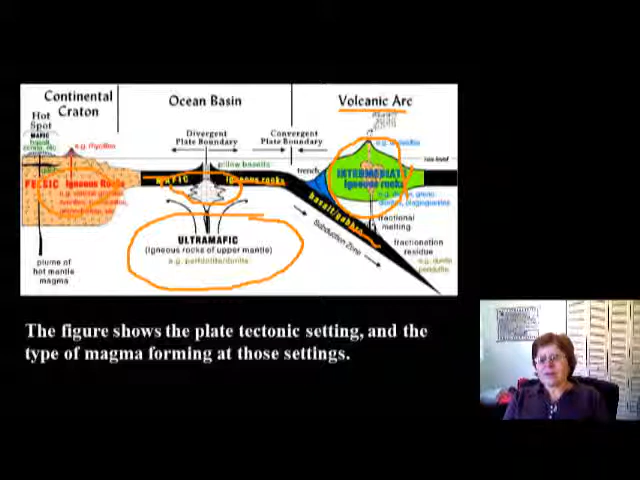 Continental
Craton
Ocean Basin
Volcanic Arc
Hot
Spot
MAFIC
e.g. rhyolites
Divergent
Plate Boundary
Convergent
Plate Boundary
pillow basalts
trench
sea level
FELSIC Igneous Rocks
MAFIC Igneous rocks
INTERMEDIATE
Igneous rocks
basalt/gabbro
Subduction Zone
fractional
melting
fractionation
residue
ULTRAMAFIC
(Igneous rocks of upper mantle)
e.g. peridotite/dunite
plume of
hot mantle
magma
The figure shows the plate tectonic setting, and the
type of magma forming at those settings.